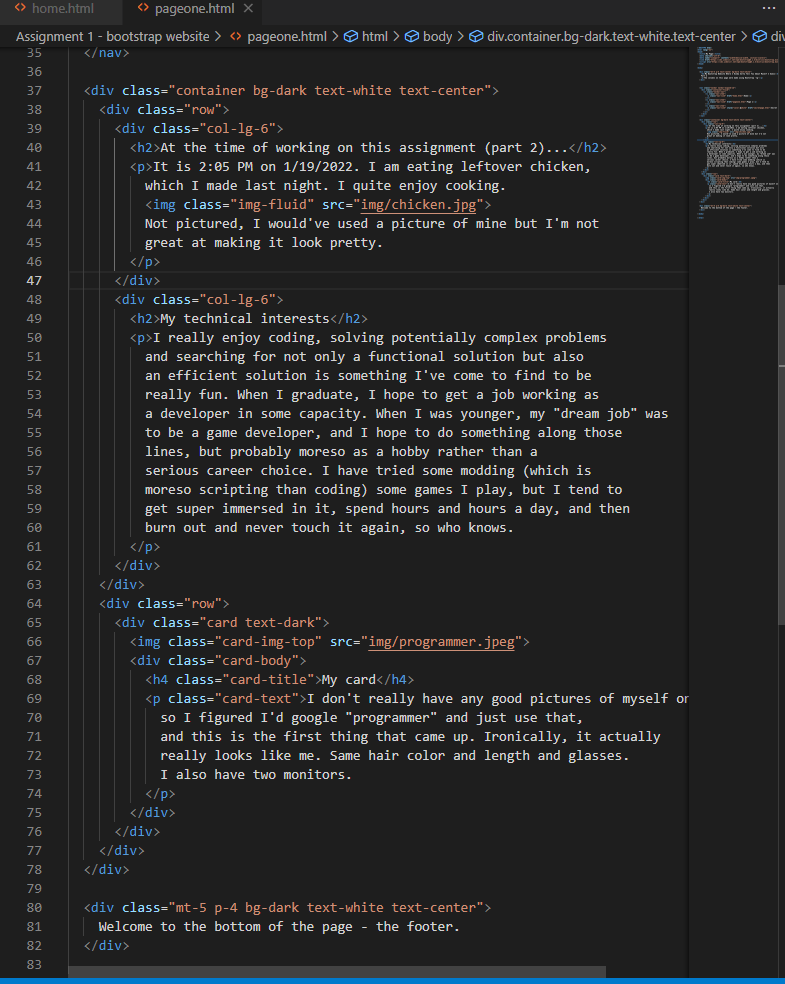 home.html
pageone.html
Assignment 1 - bootstrap website > pageone.html > html > body > div.container.bg-dark.text-white.text-center > div
35 </nav>
36
37 <div class="container bg-dark text-white text-center">
38 <div class="row">
39 <div class="col-lg-6">
40 <h2>At the time of working on this assignment (part 2)...</h2>
41 <p>It is 2:05 PM on 1/19/2022. I am eating leftover chicken,
42 which I made last night. I quite enjoy cooking.
43 <img class="img-fluid" src="img/chicken.jpg">
44 Not pictured, I would've used a picture of mine but I'm not
45 great at making it look pretty.
46 </p>
47 </div>
48 <div class="col-lg-6">
49 <h2>My technical interests</h2>
50 <p>I really enjoy coding, solving potentially complex problems
51 and searching for not only a functional solution but also
52 an efficient solution is something I've come to find to be
53 really fun. When I graduate, I hope to get a job working as
54 a developer in some capacity. When I was younger, my "dream job" was
55 to be a game developer, and I hope to do something along those
56 lines, but probably moreso as a hobby rather than a
57 serious career choice. I have tried some modding (which is
58 moreso scripting than coding) some games I play, but I tend to
59 get super immersed in it, spend hours and hours a day, and then
60 burn out and never touch it again, so who knows.
61 </p>
62 </div>
63 </div>
64 <div class="row">
65 <div class="card text-dark">
66 <img class="card-img-top" src="img/programmer.jpeg">
67 <div class="card-body">
68 <h4 class="card-title">My card</h4>
69 <p class="card-text">I don't really have any good pictures of myself on
70 so I figured I'd google "programmer" and just use that,
71 and this is the first thing that came up. Ironically, it actually
72 really looks like me. Same hair color and length and glasses.
73 I also have two monitors.
74 </p>
75 </div>
76 </div>
77 </div>
78 </div>
79
80 <div class="mt-5 p-4 bg-dark text-white text-center">
81 Welcome to the bottom of the page - the footer.
82 </div>
83